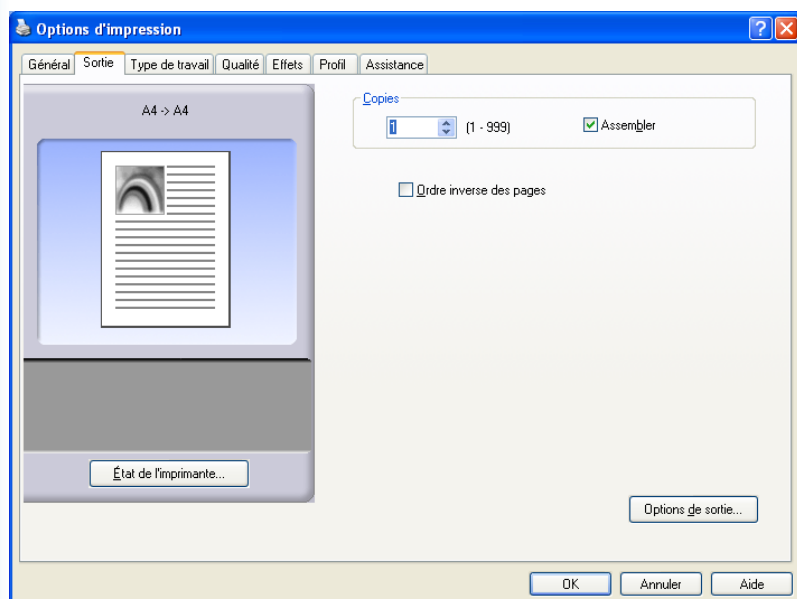 Options d'impression
Général Sortie Type de travail Qualité Effets Profil Assistance
A4 -> A4
Copies
1 (1 - 999) Assembler
Ordre inverse des pages
État de l'imprimante...
Options de sortie...
OK Annuler Aide